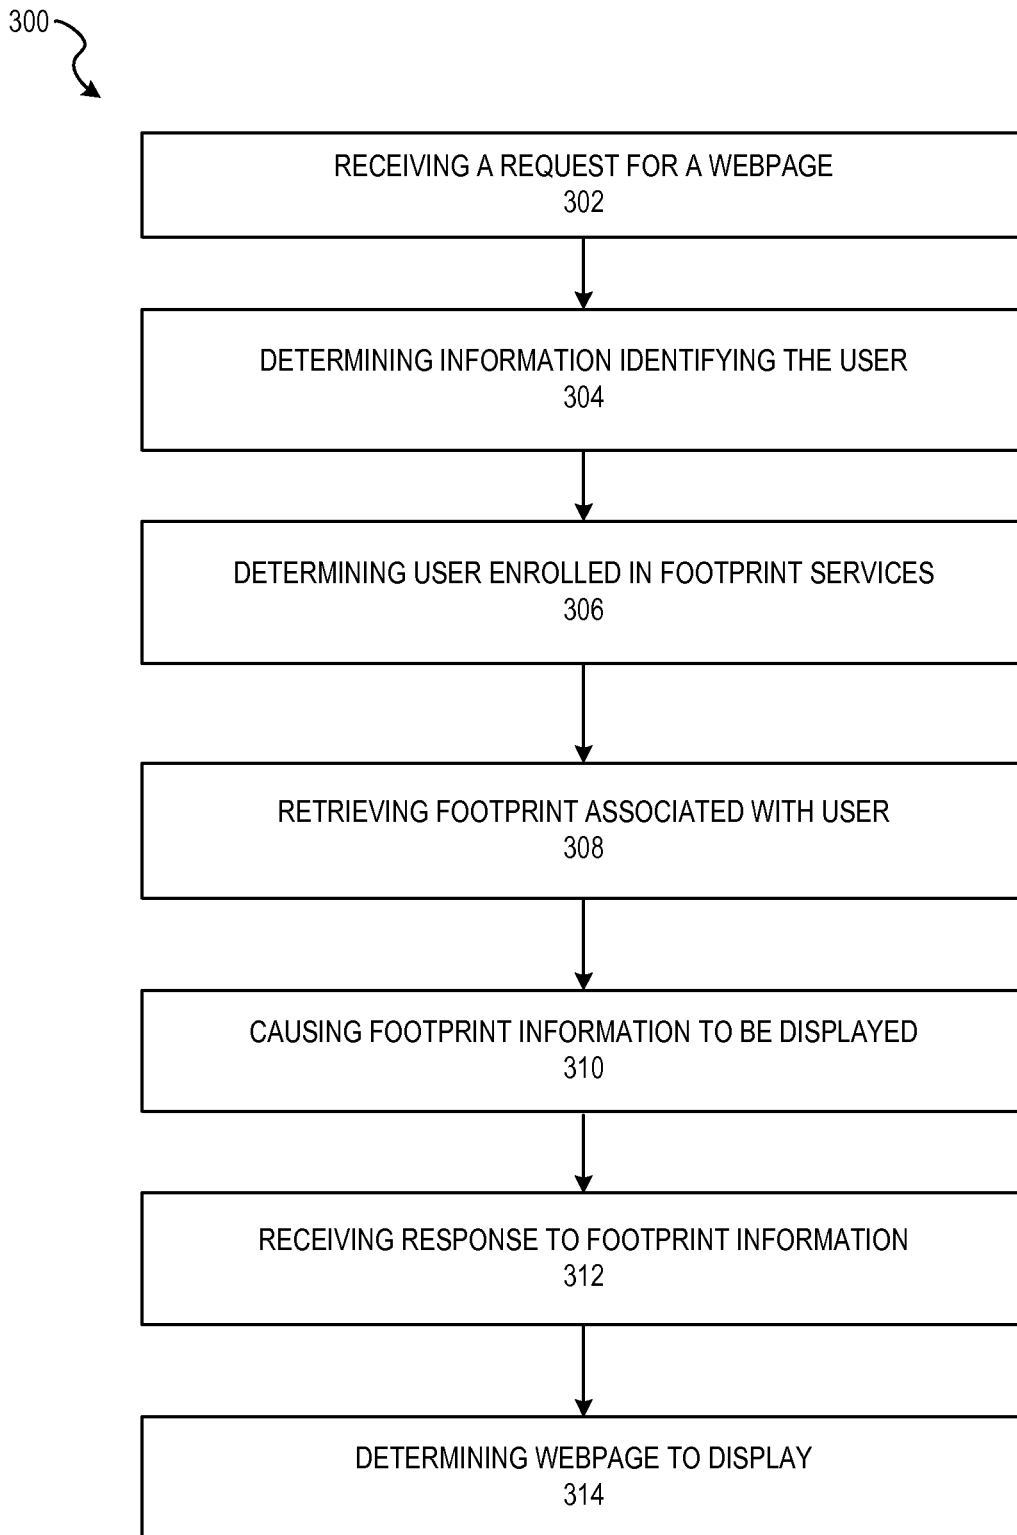 300
RECEIVING A REQUEST FOR A WEBPAGE
302
DETERMINING INFORMATION IDENTIFYING THE USER
304
DETERMINING USER ENROLLED IN FOOTPRINT SERVICES
306
RETRIEVING FOOTPRINT ASSOCIATED WITH USER
308
CAUSING FOOTPRINT INFORMATION TO BE DISPLAYED
310
RECEIVING RESPONSE TO FOOTPRINT INFORMATION
312
DETERMINING WEBPAGE TO DISPLAY
314